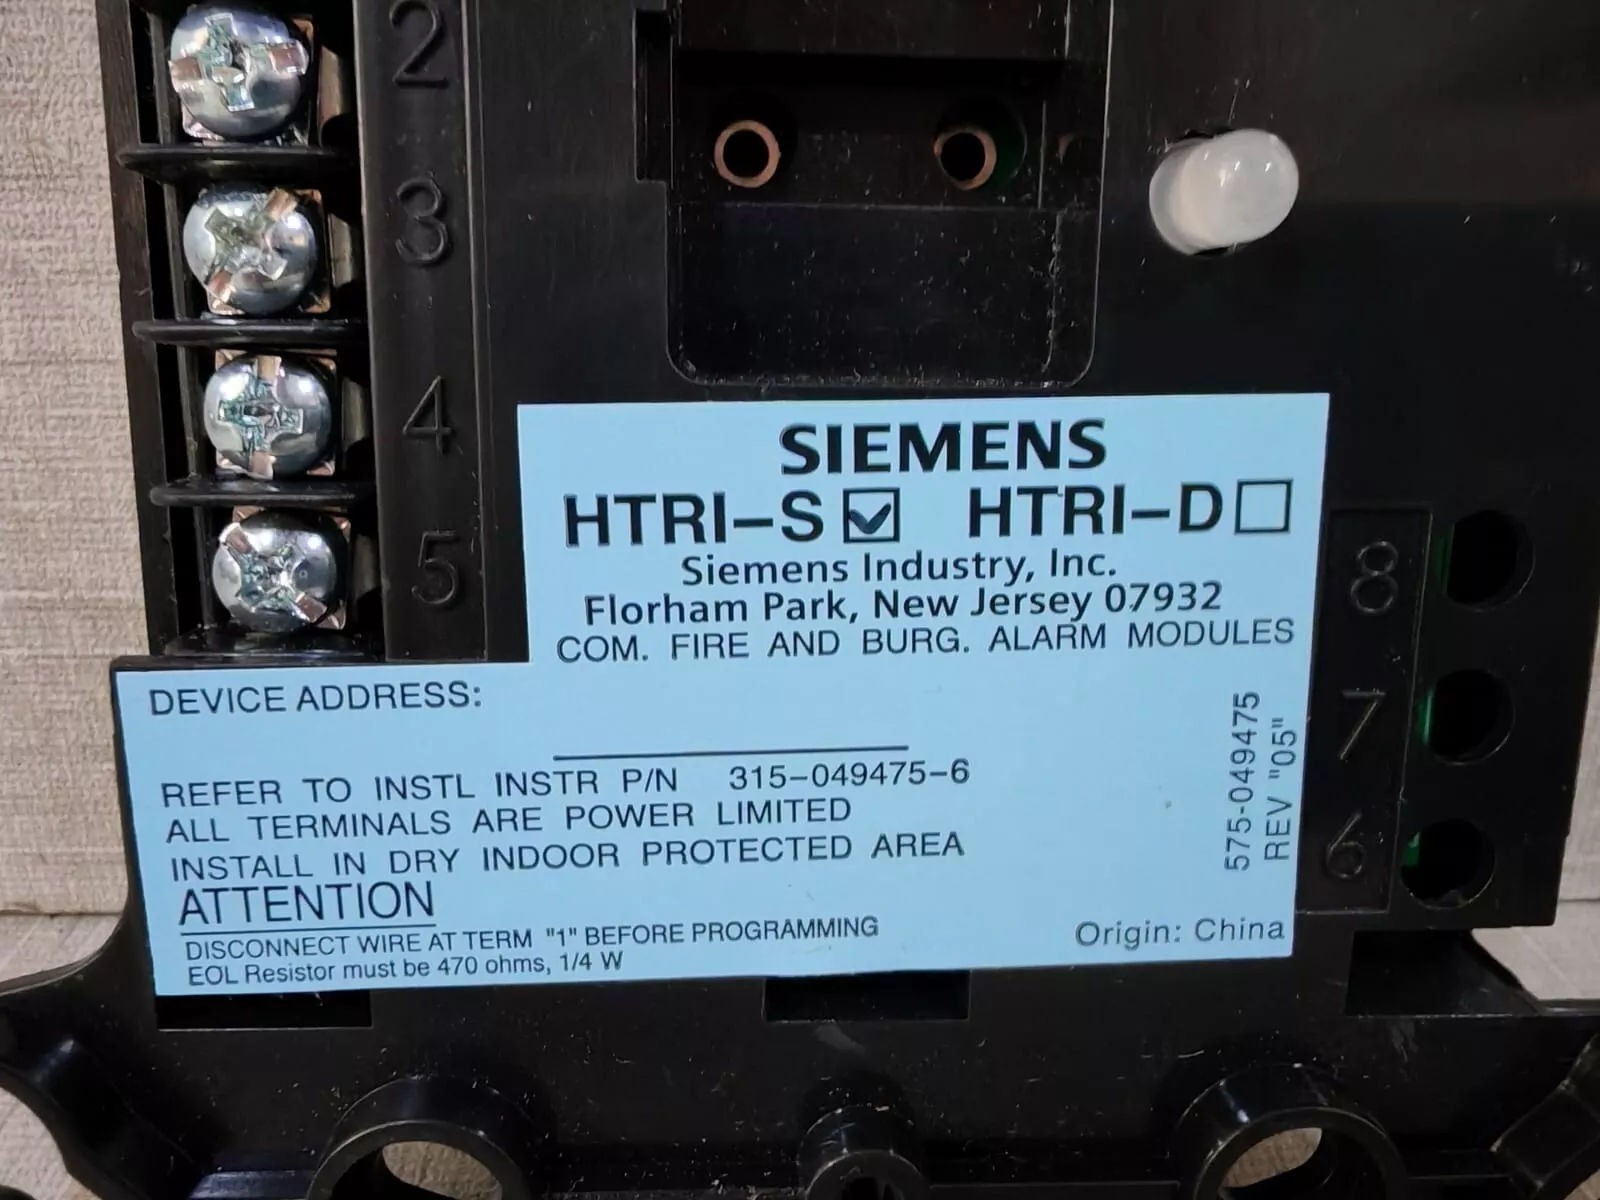 2
3
4
5
SIEMENS
HTRI-S HTRI-D
Siemens Industry, Inc.
Florham Park, New Jersey 07932
COM. FIRE AND BURG. ALARM MODULES
DEVICE ADDRESS:
REFER TO INSTL INSTR P/N 315-049475-6
ALL TERMINALS ARE POWER LIMITED
INSTALL IN DRY INDOOR PROTECTED AREA
ATTENTION
DISCONNECT WIRE AT TERM "1" BEFORE PROGRAMMING
EOL Resistor must be 470 ohms, 1/4 W
575-049475
REV "05"
Origin: China
8
7
6